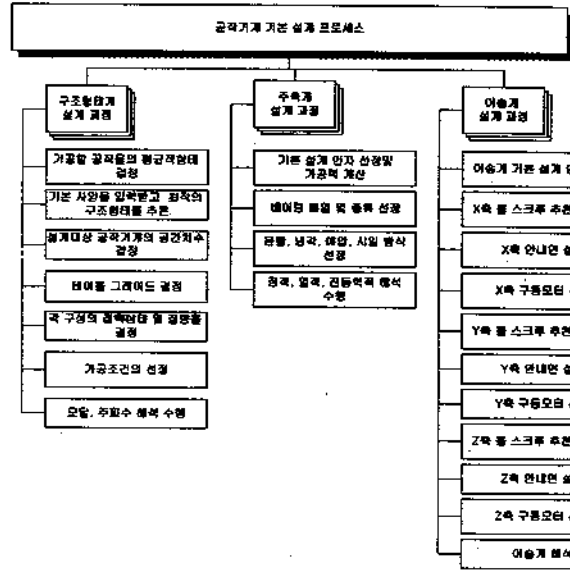 공작기계 기본 설계 프로세스
구조형태계
설계 과정
가공할 공작물의 평균적형태
결정
기본 사양을 입력받고 최적의
구조형태를 추론
설계대상 공작기계의 공간치수
결정
테이블 그레이드 결정
각 구성의 접촉상태 및
결정
가공조건의 선정
모달, 주파수 해석 수행
주축계
설계 과정
기본 설계 인자 선정및
가공력 계산
베어링 배열 및 종류 선정
윤활, 냉각, 예압, 시일 방식
선정
정적, 열적, 진동학적 해석
수행
이송계
설계 과정
이송계 기본 설계
X축 볼 스크루 추천
X축 안내면 설
X축 구동모터
Y축 볼 스크루 추천
Y축 안내면 설
Y축 구동모터
Z축 볼 스크루 추천
Z축 안내면 설
Z축 구동모터
이송계 해석